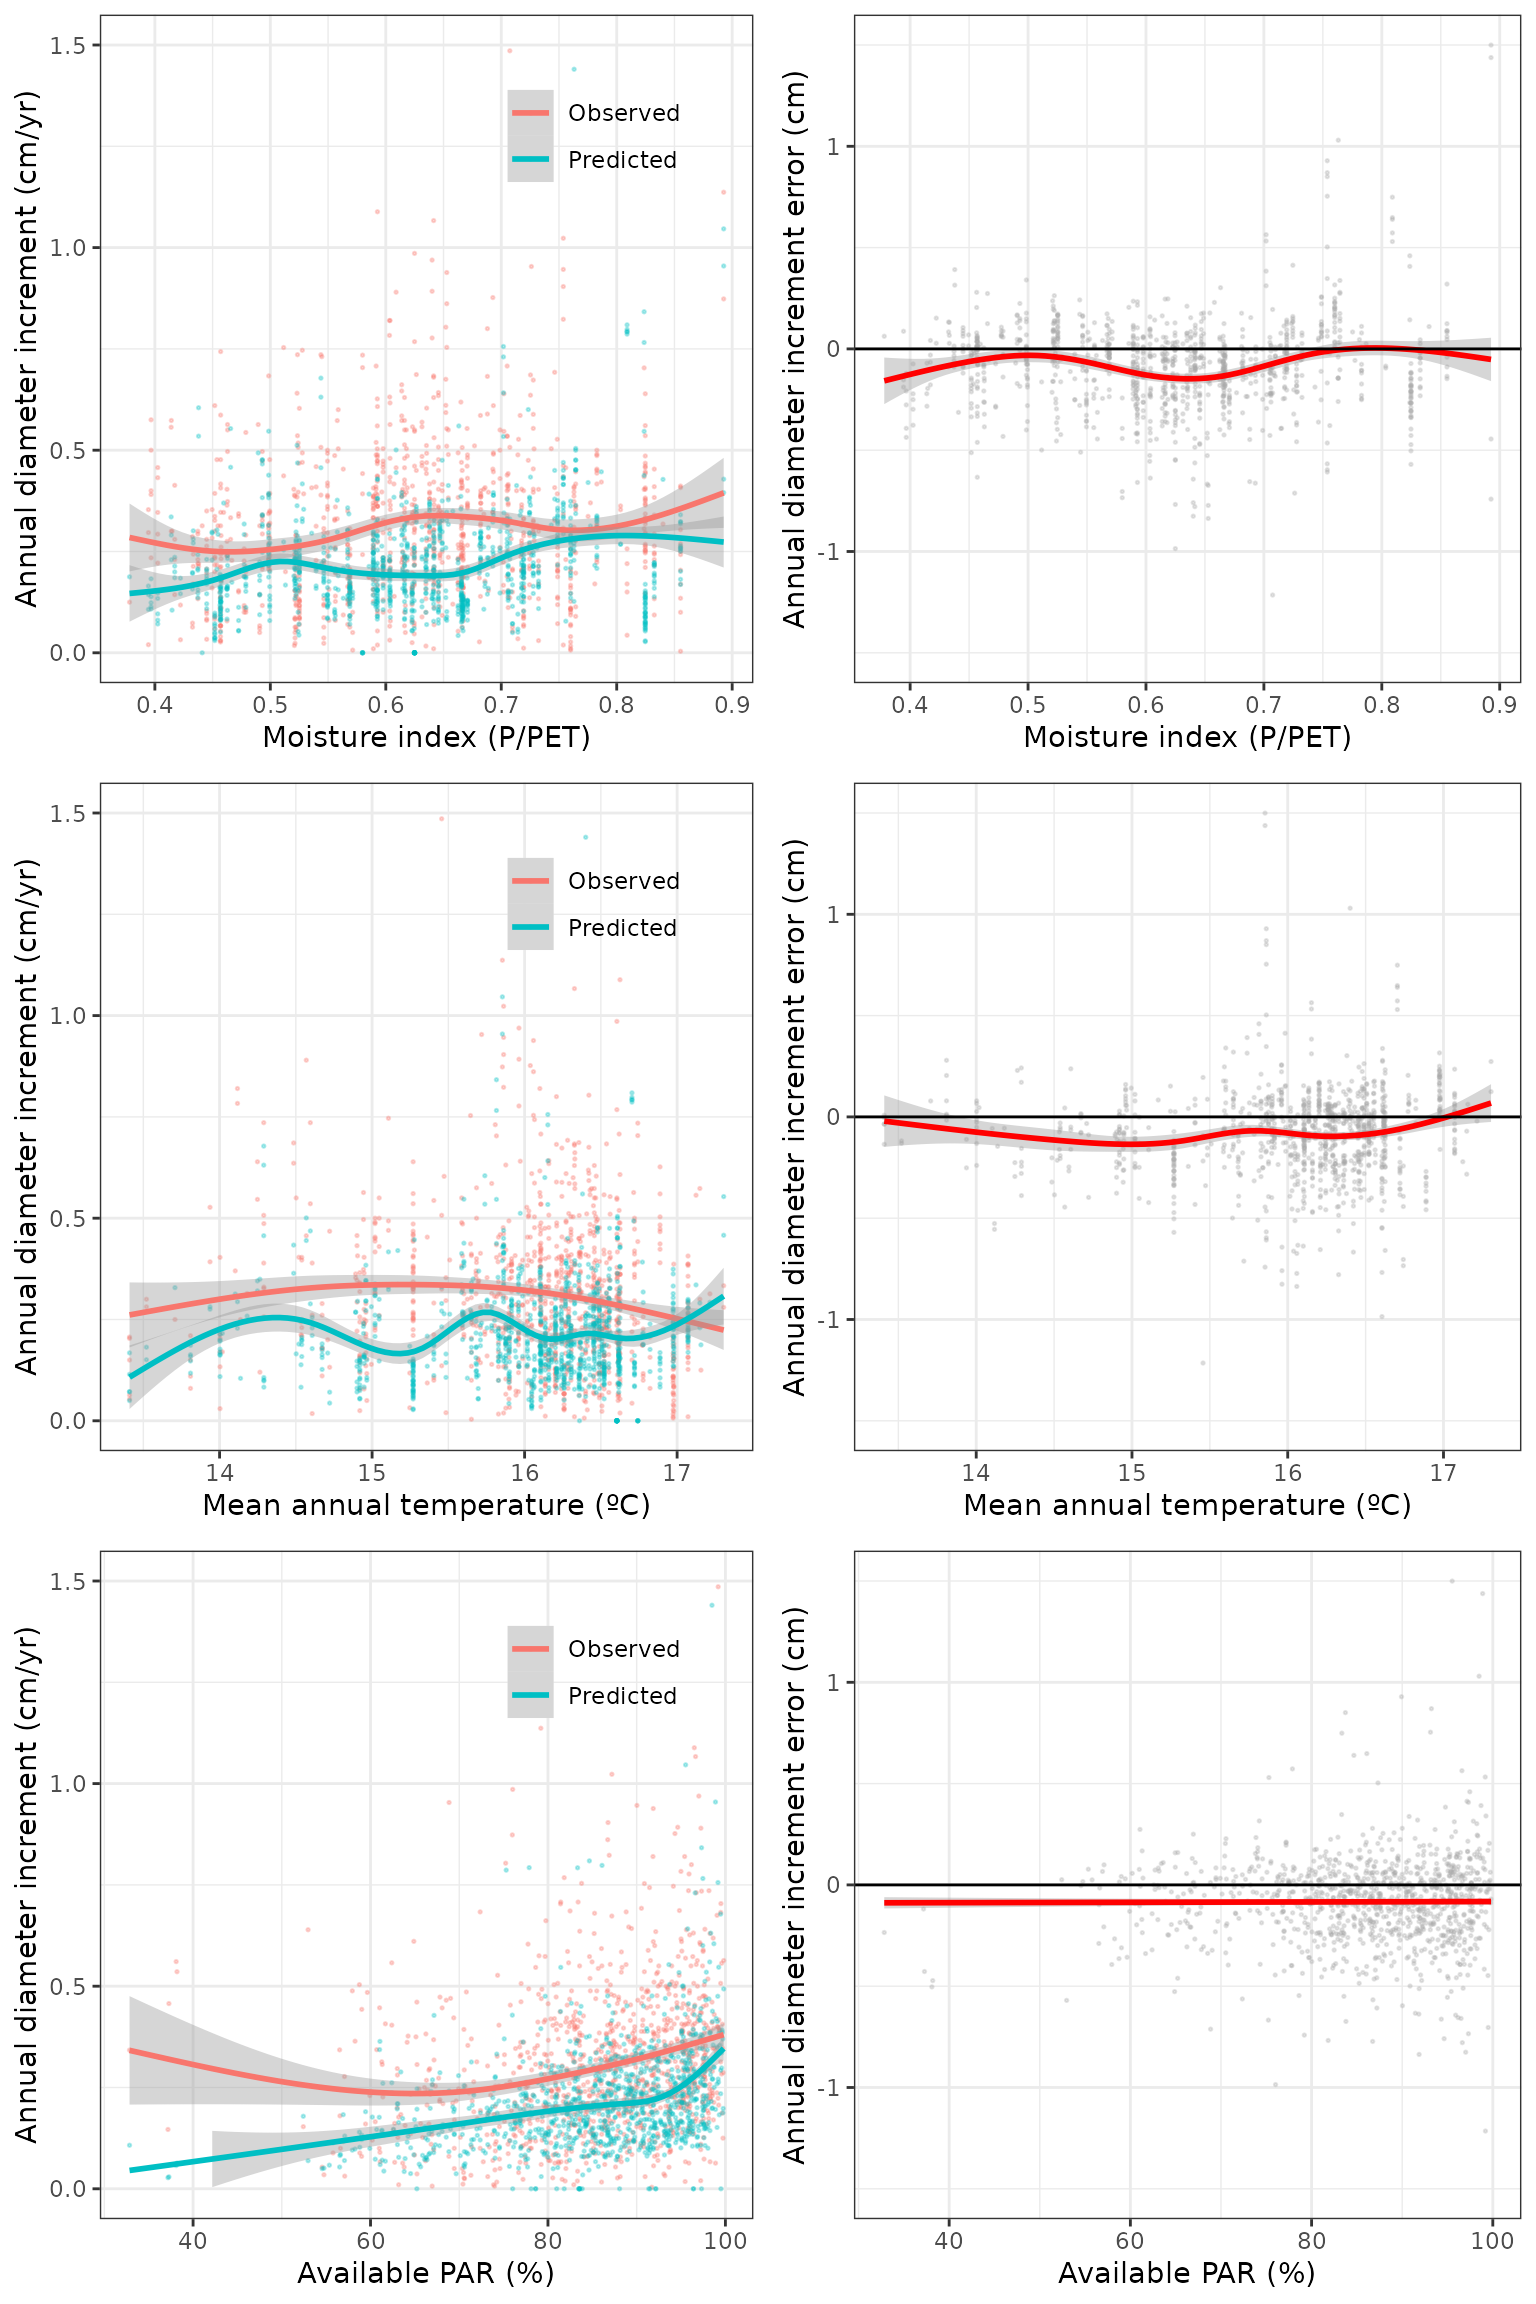 Annual diameter increment (cm/yr)
1.5
1.0
0.5
0.0
Observed
Predicted
0.4 0.5 0.6 0.7 0.8 0.9
Moisture index (P/PET)
Annual diameter increment error (cm)
1
0
-1
0.4 0.5 0.6 0.7 0.8 0.9
Moisture index (P/PET)
Annual diameter increment (cm/yr)
1.5
1.0
0.5
0.0
Observed
Predicted
14 15 16 17
Mean annual temperature (ºC)
Annual diameter increment error (cm)
1
0
-1
14 15 16 17
Mean annual temperature (ºC)
Annual diameter increment (cm/yr)
1.5
1.0
0.5
0.0
Observed
Predicted
40 60 80 100
Available PAR (%)
Annual diameter increment error (cm)
1
0
-1
40 60 80 100
Available PAR (%)